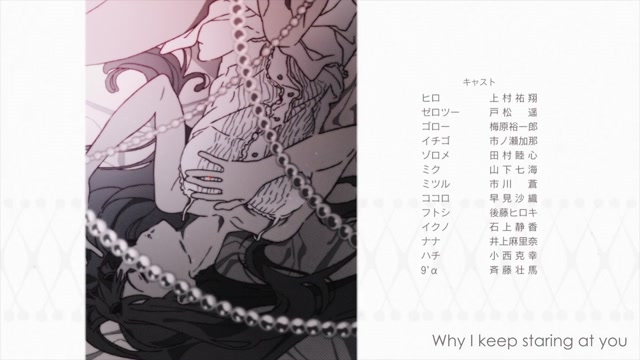 キャスト
ヒロ 上村祐翔
ゼロツー 戸松 遥
ゴロー 梅原裕一郎
イチゴ 市ノ瀬加那
ゾロメ 田村睦心
ミク 山下七海
ミツル 市川 蒼
ココロ 早見沙織
フトシ 後藤ヒロキ
イクノ 石上静香
ナナ 井上麻里奈
ハチ 小西克幸
9'α 斉藤壮馬
Why I keep staring at you